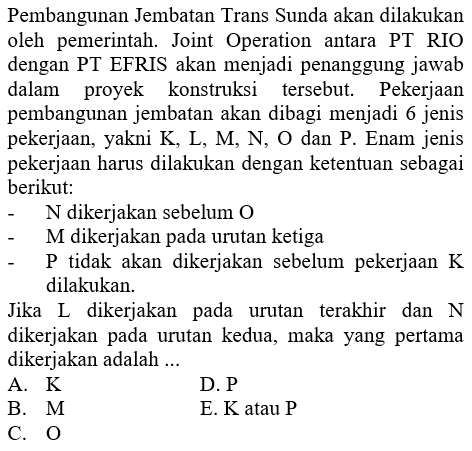 Pembangunan Jembatan Trans Sunda akan dilakukan
oleh pemerintah. Joint Operation antara PT RIO
dengan PT EFRIS akan menjadi penanggung jawab
dalam proyek konstruksi tersebut. Pekerjaan
pembangunan jembatan akan dibagi menjadi 6 jenis
pekerjaan, yakni K, L, M, N, O dan P. Enam jenis
pekerjaan harus dilakukan dengan ketentuan sebagai
berikut:
- N dikerjakan sebelum O
- M dikerjakan pada urutan ketiga
- P tidak akan dikerjakan sebelum pekerjaan K
dilakukan.
Jika L dikerjakan pada urutan terakhir dan N
dikerjakan pada urutan kedua, maka yang pertama
dikerjakan adalah ...
A. K D. P
B. M E. K atau P
C. O